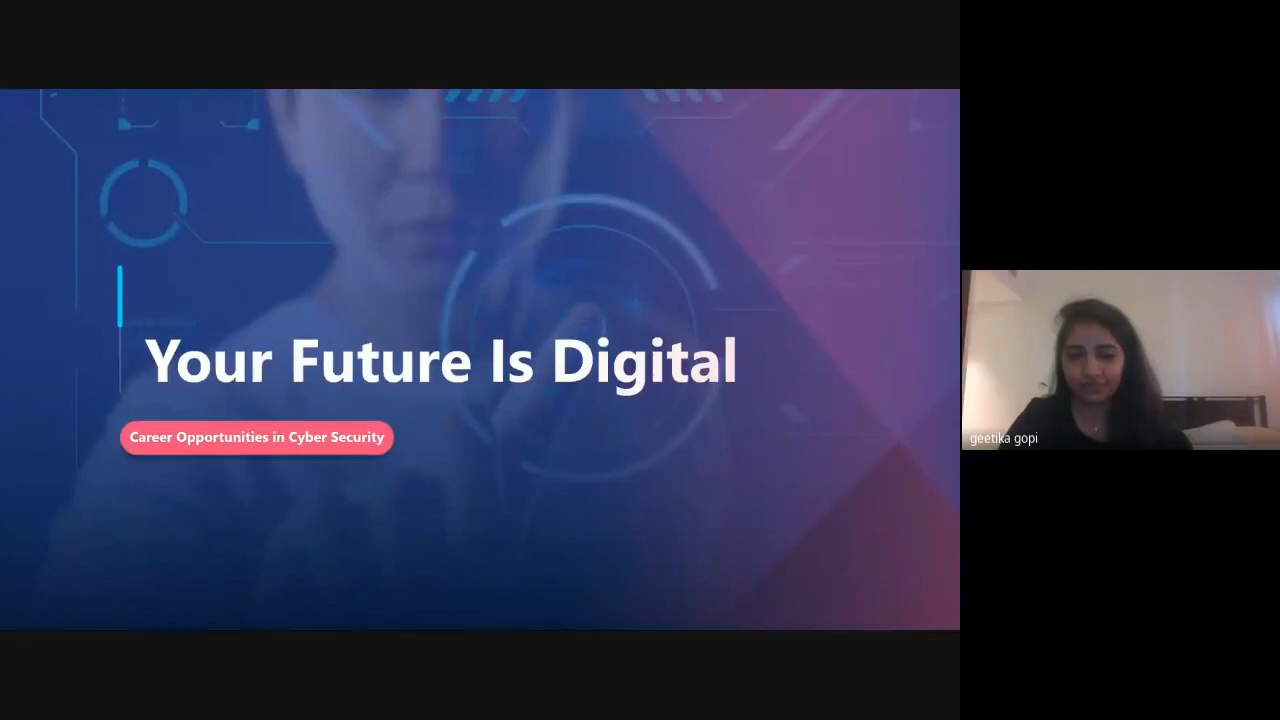 Your Future Is Digital
Career Opportunities in Cyber Security
geetika gopi